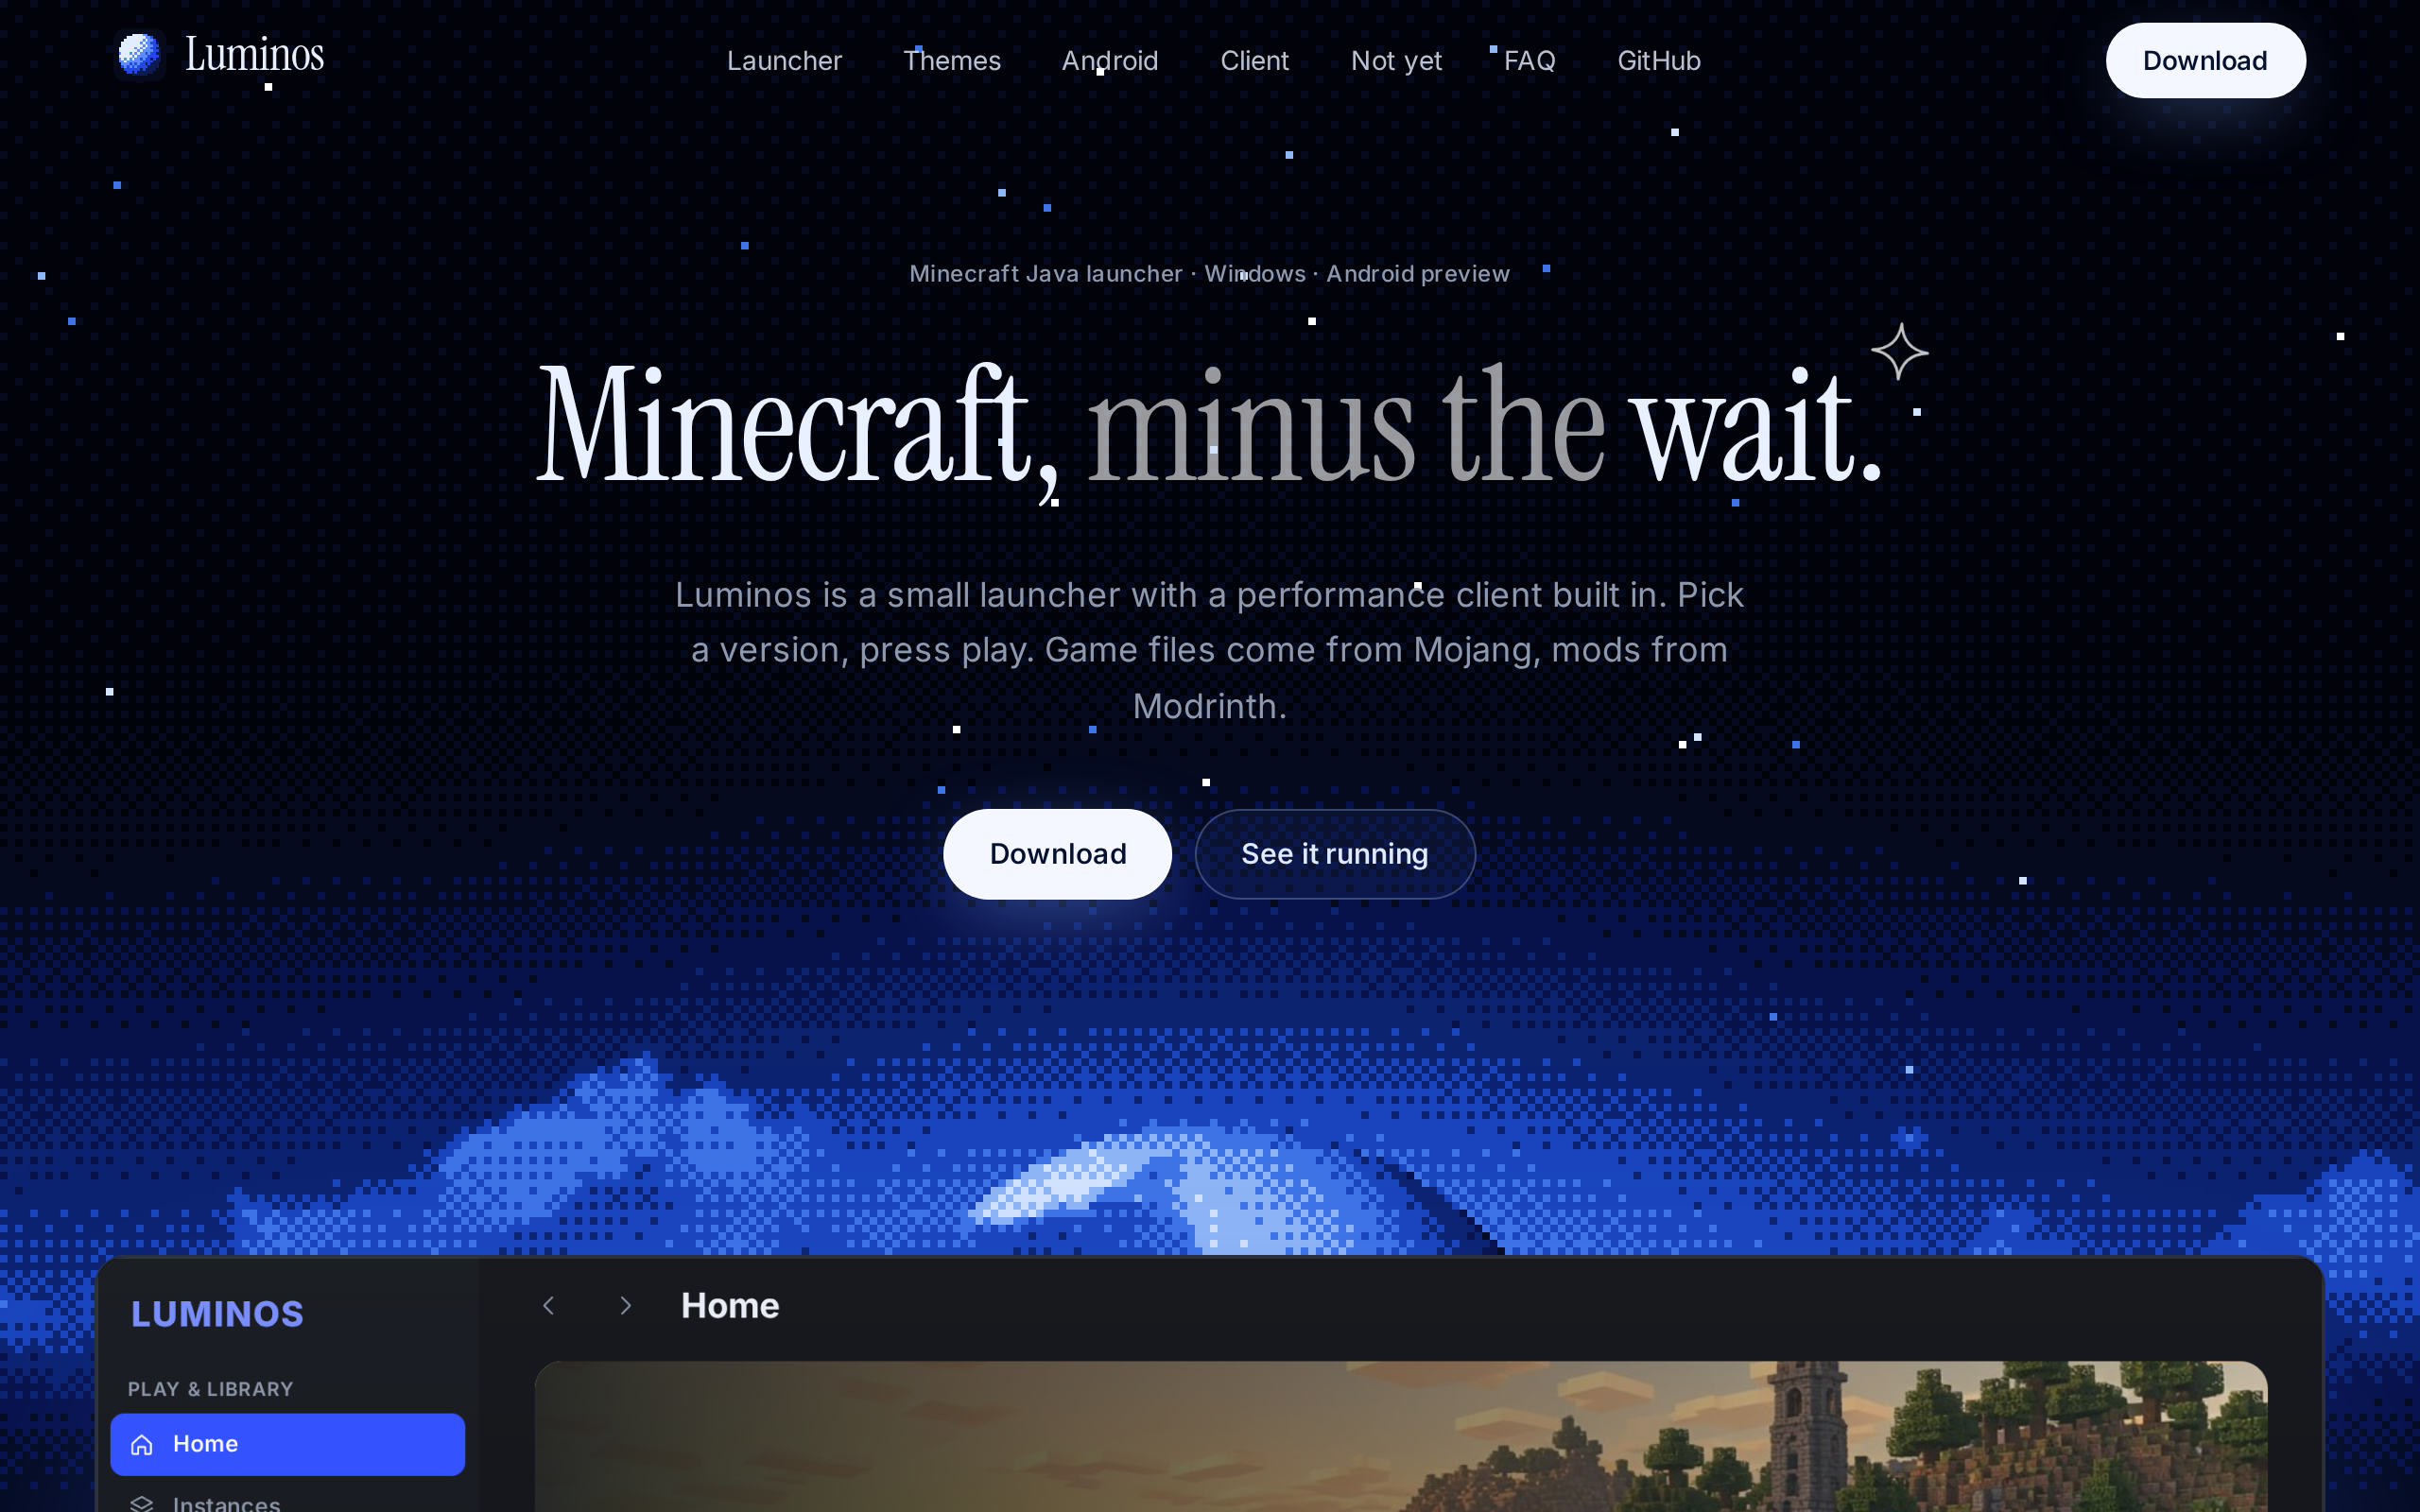 Luminos
Launcher Themes Android Client Not yet FAQ GitHub
Download
Minecraft Java launcher · Windows · Android preview
Minecraft, minus the wait.
Luminos is a small launcher with a performance client built in. Pick
a version, press play. Game files come from Mojang, mods from
Modrinth.
Download See it running
LUMINOS
Home
PLAY & LIBRARY
Home
Instances